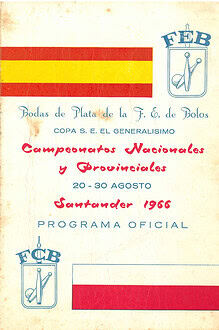 FEB
Bodas de Plata de la F. E. de Bolos
COPA S. E. EL GENERALISIMO
Campeonatos Nacionales
y Provinciales
20 - 30 AGOSTO
Santander 1966
PROGRAMA OFICIAL
FCB